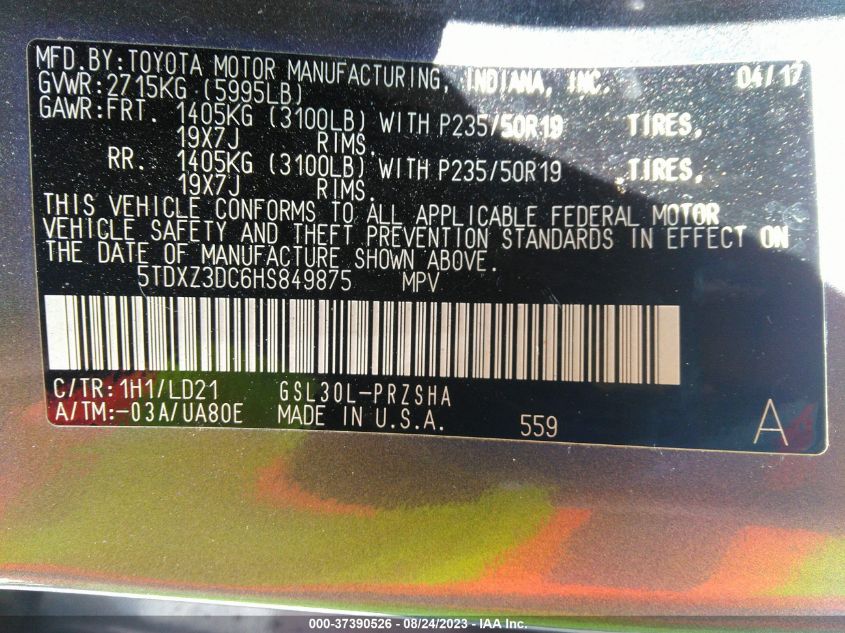 MFD.BY:TOYOTA MOTOR MANUFACTURING, INDIANA, INC. 04/17
GVWR:2715KG (5995LB)
GAWR:FRT. 1405KG (3100LB) WITH P235/50R19 TIRES,
19X7J RIMS.
RR. 1405KG (3100LB) WITH P235/50R19 TIRES,
19X7J RIMS.
THIS VEHICLE CONFORMS TO ALL APPLICABLE FEDERAL MOTOR
VEHICLE SAFETY AND THEFT PREVENTION STANDARDS IN EFFECT ON
THE DATE OF MANUFACTURE SHOWN ABOVE.
5TDXZ3DC6HS849875 MPV
C/TR:1H1/LD21 GSL30L-PRZSHA
A/TM:-03A/UA80E MADE IN U.S.A. 559 A
000-37390526 / 08/24/2023 - IAA Inc.